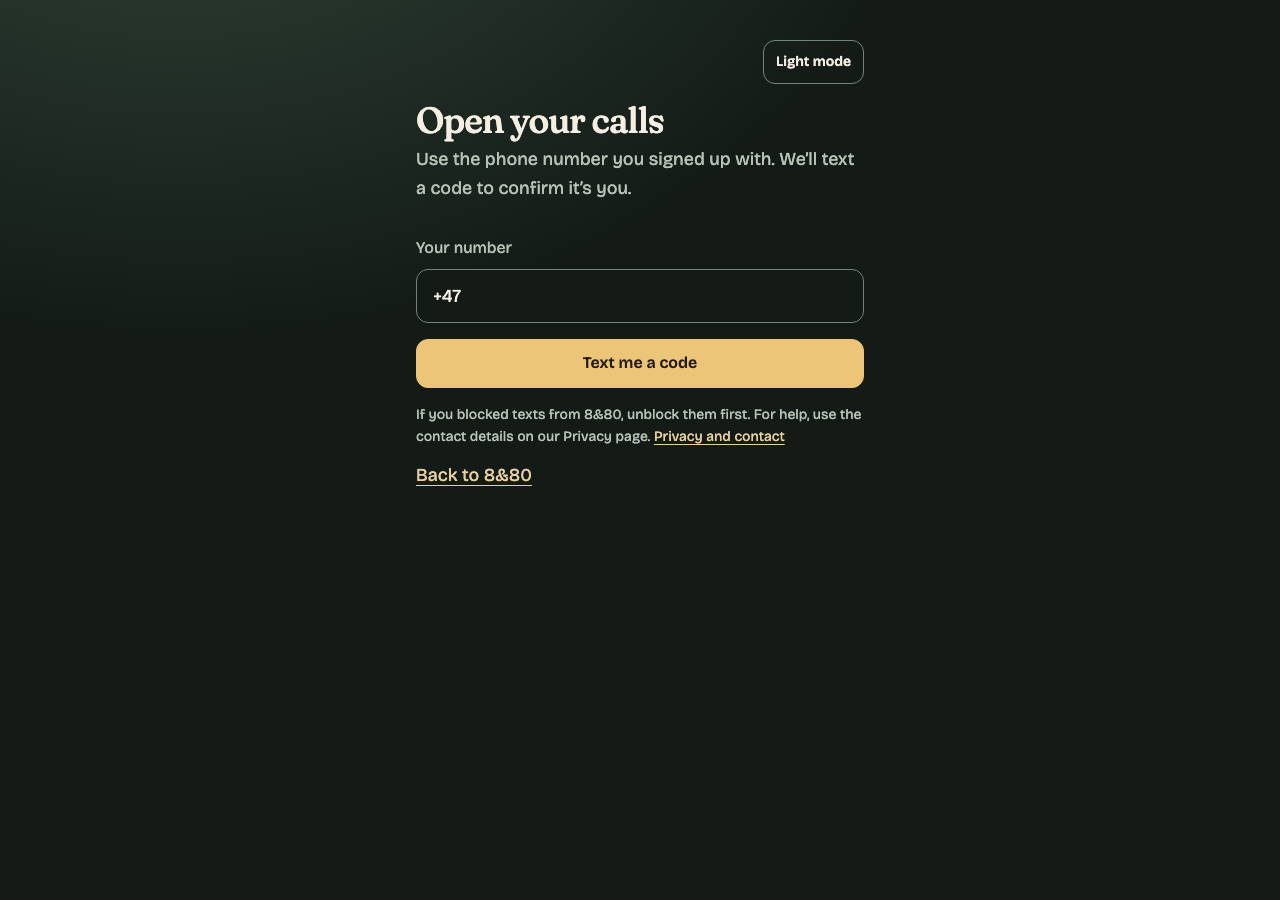 Light mode
Open your calls
Use the phone number you signed up with. We’ll text
a code to confirm it’s you.
Your number
+47
Text me a code
If you blocked texts from 8&80, unblock them first. For help, use the
contact details on our Privacy page. Privacy and contact
Back to 8&80